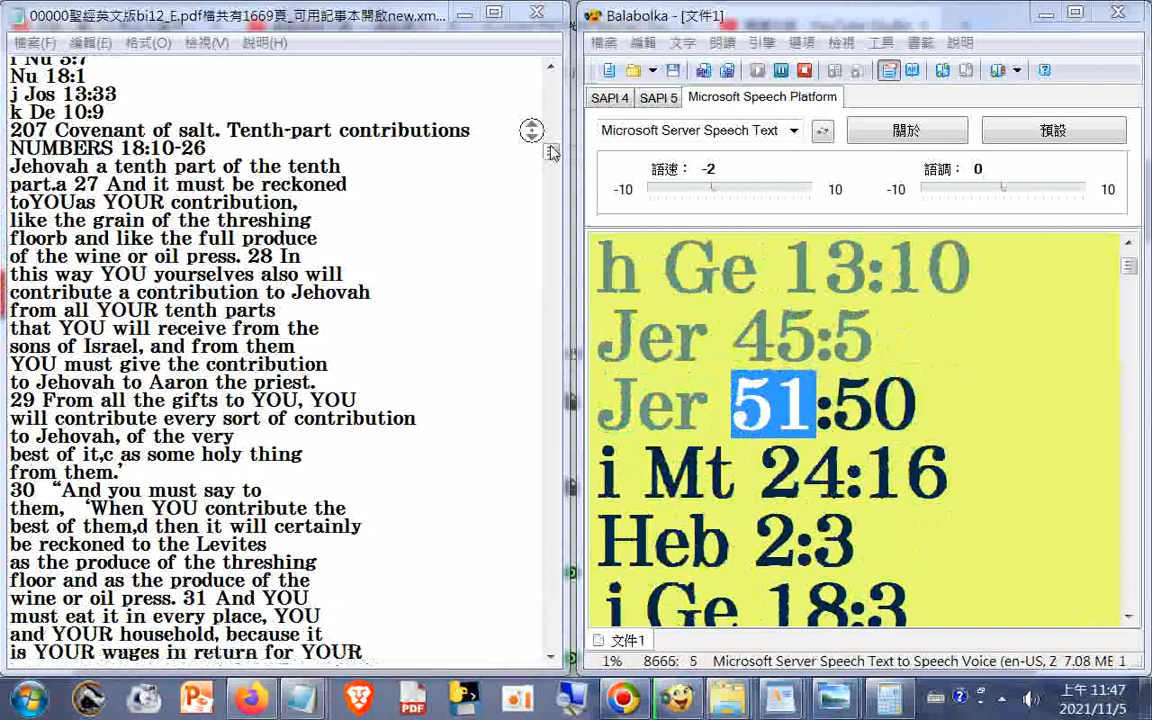 00000聖經英文版bi12_E.pdf檔共有1669頁_可用記事本開啟new.xm...
檔案(F) 編輯(E) 格式(O) 檢視(V) 說明(H)
i Nu 3:7
Nu 18:1
j Jos 13:33
k De 10:9
207 Covenant of salt. Tenth-part contributions
NUMBERS 18:10-26
Jehovah a tenth part of the tenth
part.a 27 And it must be reckoned
toYOUas YOUR contribution,
like the grain of the threshing
floorb and like the full produce
of the wine or oil press. 28 In
this way YOU yourselves also will
contribute a contribution to Jehovah
from all YOUR tenth parts
that YOU will receive from the
sons of Israel, and from them
YOU must give the contribution
to Jehovah to Aaron the priest.
29 From all the gifts to YOU, YOU
will contribute every sort of contribution
to Jehovah, of the very
best of it,c as some holy thing
from them.’
30 “And you must say to
them, ‘When YOU contribute the
best of them,d then it will certainly
be reckoned to the Levites
as the produce of the threshing
floor and as the produce of the
wine or oil press. 31 And YOU
must eat it in every place, YOU
and YOUR household, because it
is YOUR wages in return for YOUR
Balabolka - [文件1]
檔案 編輯 文字 朗讀 引擎 選項 檢視 工具 書籤 說明
SAPI 4 SAPI 5 Microsoft Speech Platform
Microsoft Server Speech Text 關於 預設
語速： -2 語調： 0
-10 10 -10 10
h Ge 13:10
Jer 45:5
Jer 51:50
i Mt 24:16
Heb 2:3
j Ge 18:3
文件1
1% 8666; 5 Microsoft Server Speech Text to Speech Voice (en-US, 2 7.08 ME 1
PDF
上午 11:47
2021/11/5